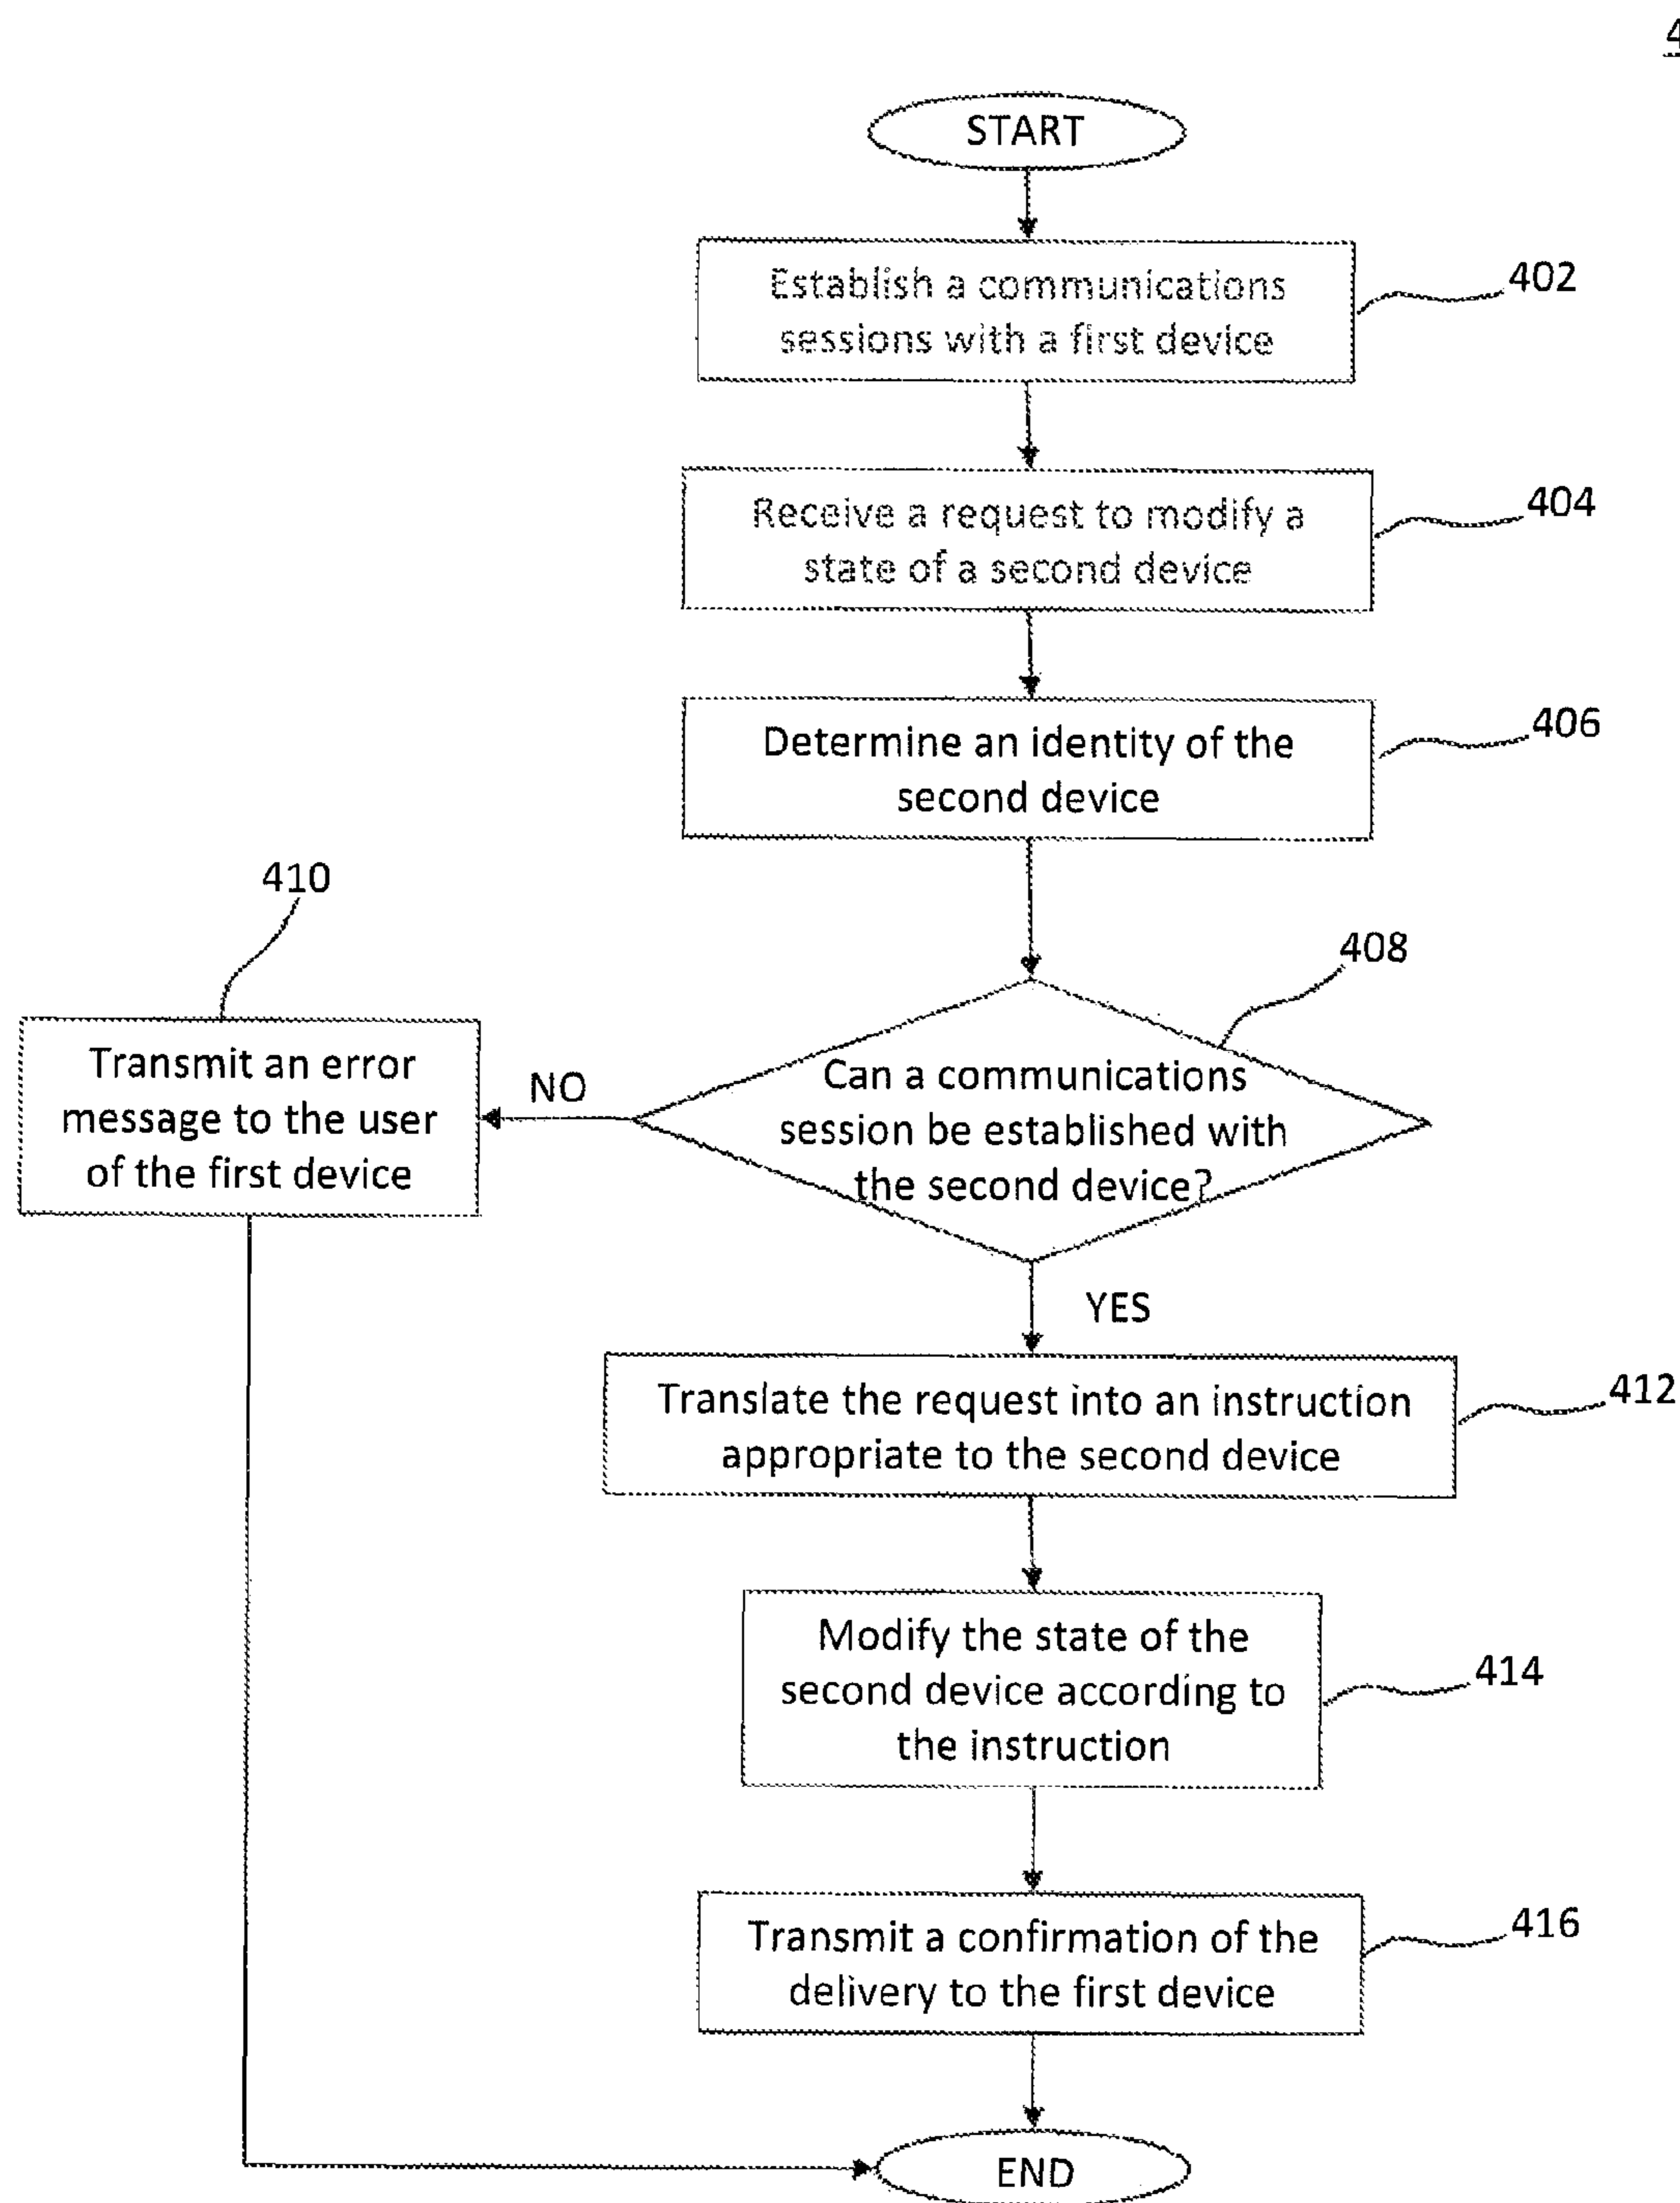 4
START
Establish a communications
sessions with a first device
402
Receive a request to modify a
state of a second device
404
Determine an identity of the
second device
406
410
408
Transmit an error
message to the user
of the first device
NO
Can a communications
session be established with
the second device?
YES
Translate the request into an instruction
appropriate to the second device
412
Modify the state of the
second device according to
the instruction
414
Transmit a confirmation of the
delivery to the first device
416
END